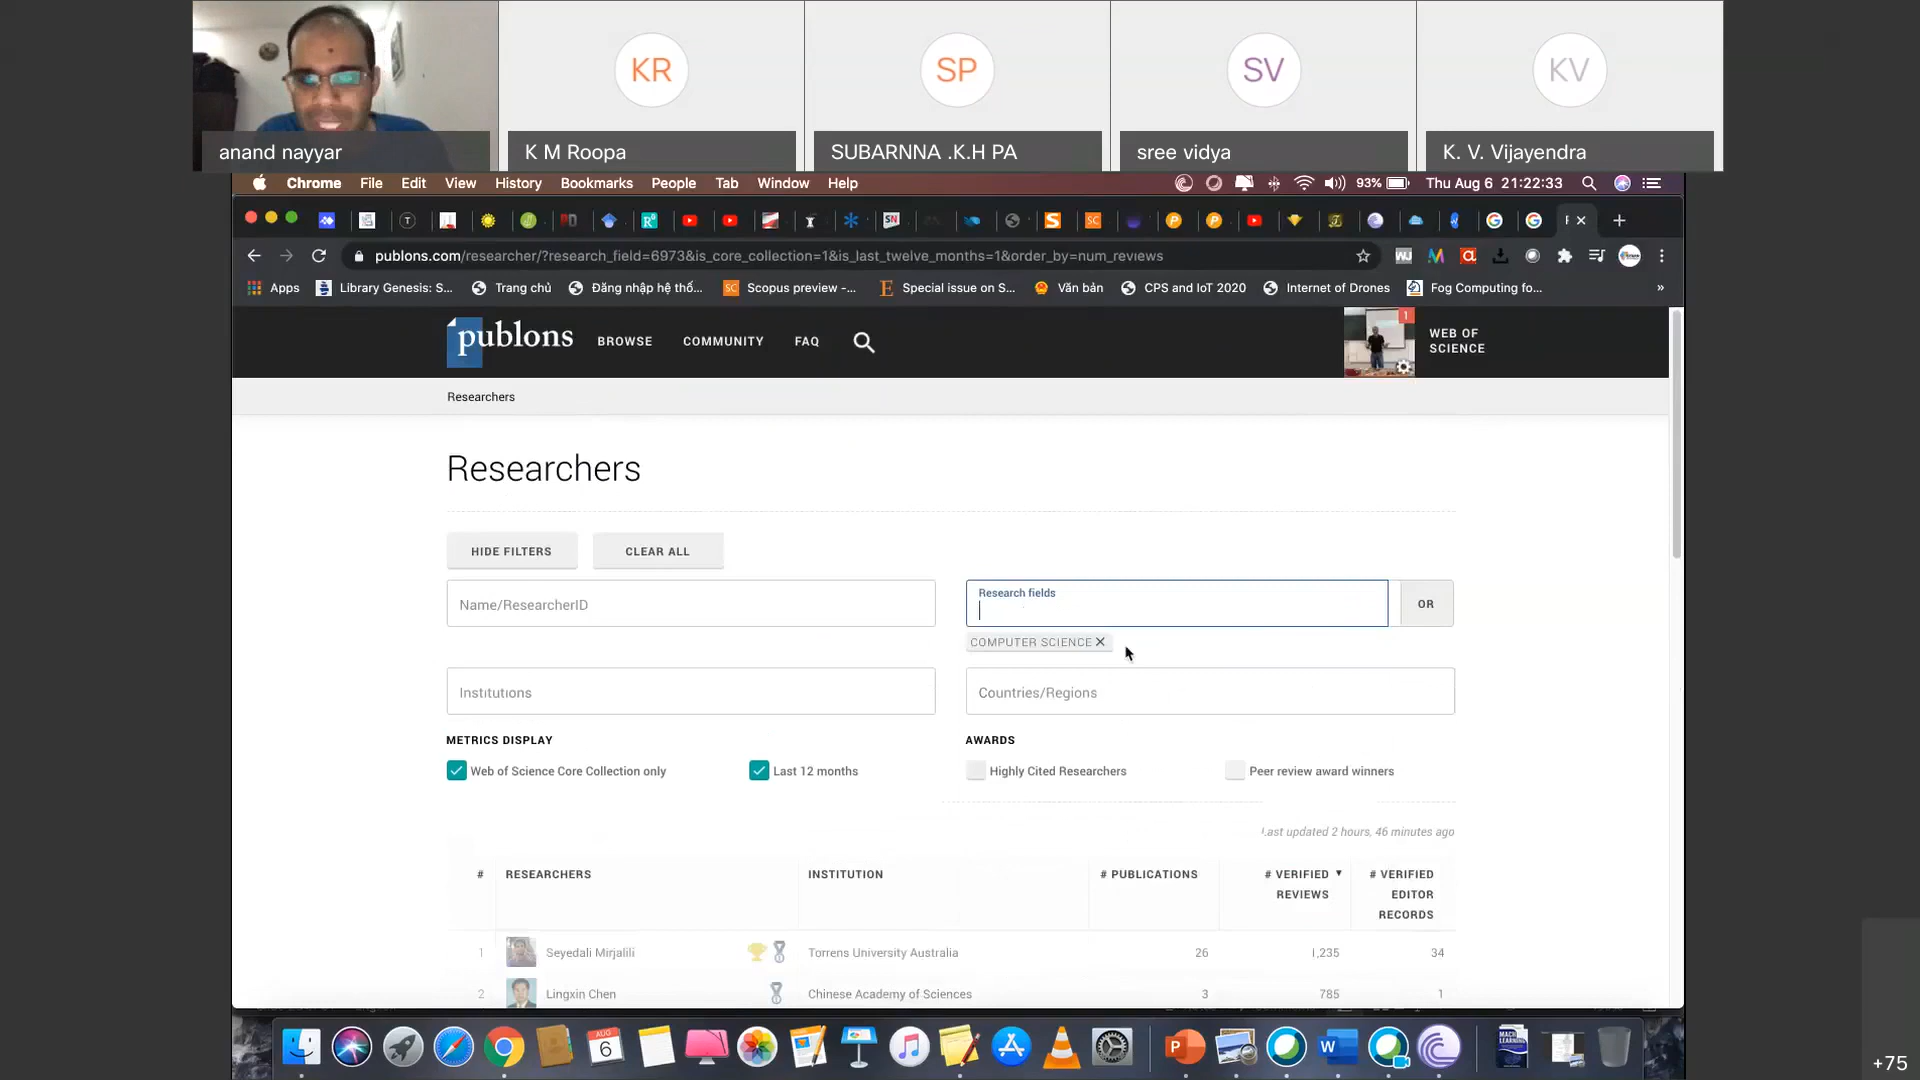 KR
SP
SV
KV
anand nayyar
K M Roopa
SUBARNNA .K.H PA
sree vidya
K. V. Vijayendra
Chrome File Edit View History Bookmarks People Tab Window Help
93% Thu Aug 6 21:22:33
publons.com/researcher/?research_field=6973&is_core_collection=1&is_last_twelve_months=1&order_by=num_reviews
Apps Library Genesis: S... Trang chủ Đăng nhập hệ thố... Scopus preview -... Special issue on S... Văn bản CPS and IoT 2020 Internet of Drones Fog Computing fo... »
publons BROWSE COMMUNITY FAQ
1
WEB OF
SCIENCE
Researchers
Researchers
HIDE FILTERS CLEAR ALL
Name/ResearcherID
Research fields
OR
COMPUTER SCIENCE
Institutions
Countries/Regions
METRICS DISPLAY
Web of Science Core Collection only
Last 12 months
AWARDS
Highly Cited Researchers
Peer review award winners
Last updated 2 hours, 46 minutes ago
# RESEARCHERS INSTITUTION # PUBLICATIONS # VERIFIED REVIEWS # VERIFIED EDITOR RECORDS
1 Seyedali Mirjalili Torrens University Australia 26 1,235 34
2 Lingxin Chen Chinese Academy of Sciences 3 785 1
AUG
6
+75